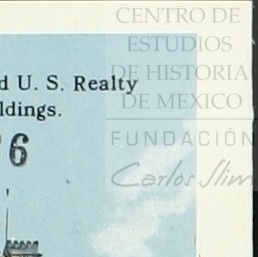 CENTRO DE
ESTUDIOS
DE HISTORIA
DE MEXICO
FUNDACIÓN
Carlos Slim
d U. S. Realty
ldings.
6